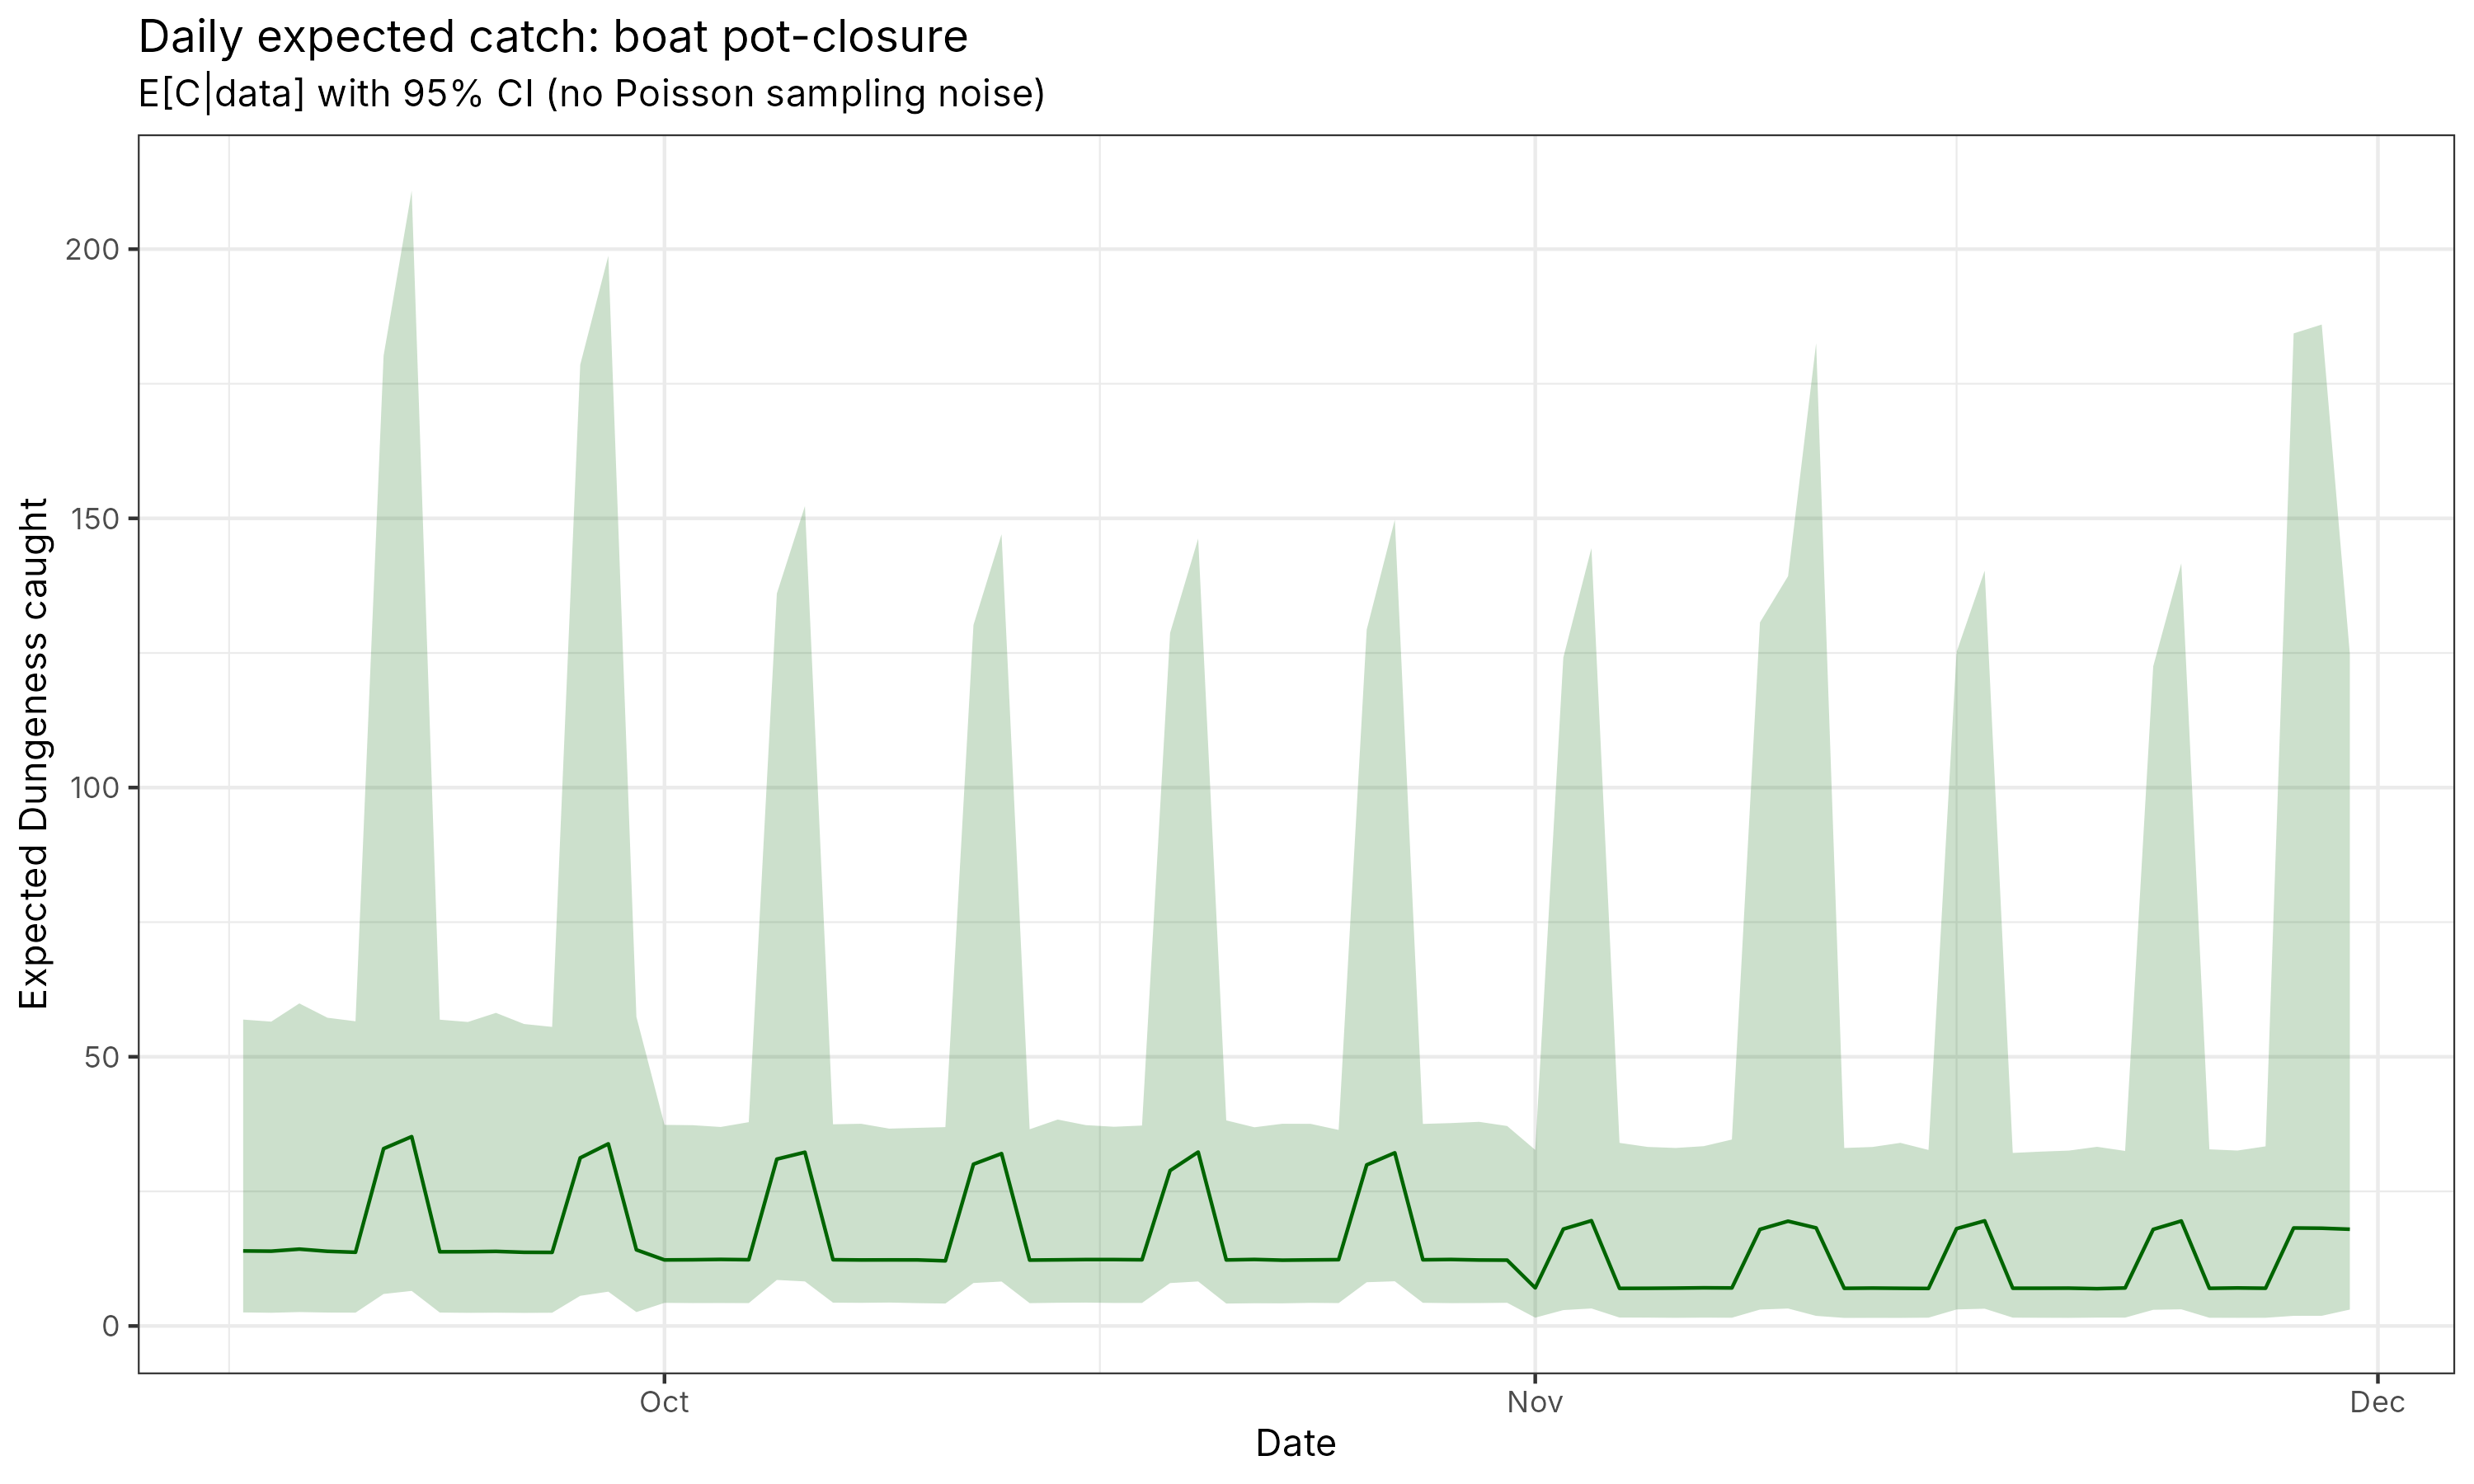 Daily expected catch: boat pot-closure
E[C|data] with 95% CI (no Poisson sampling noise)
Expected Dungeness caught
200
150
100
50
0
Oct
Nov
Dec
Date